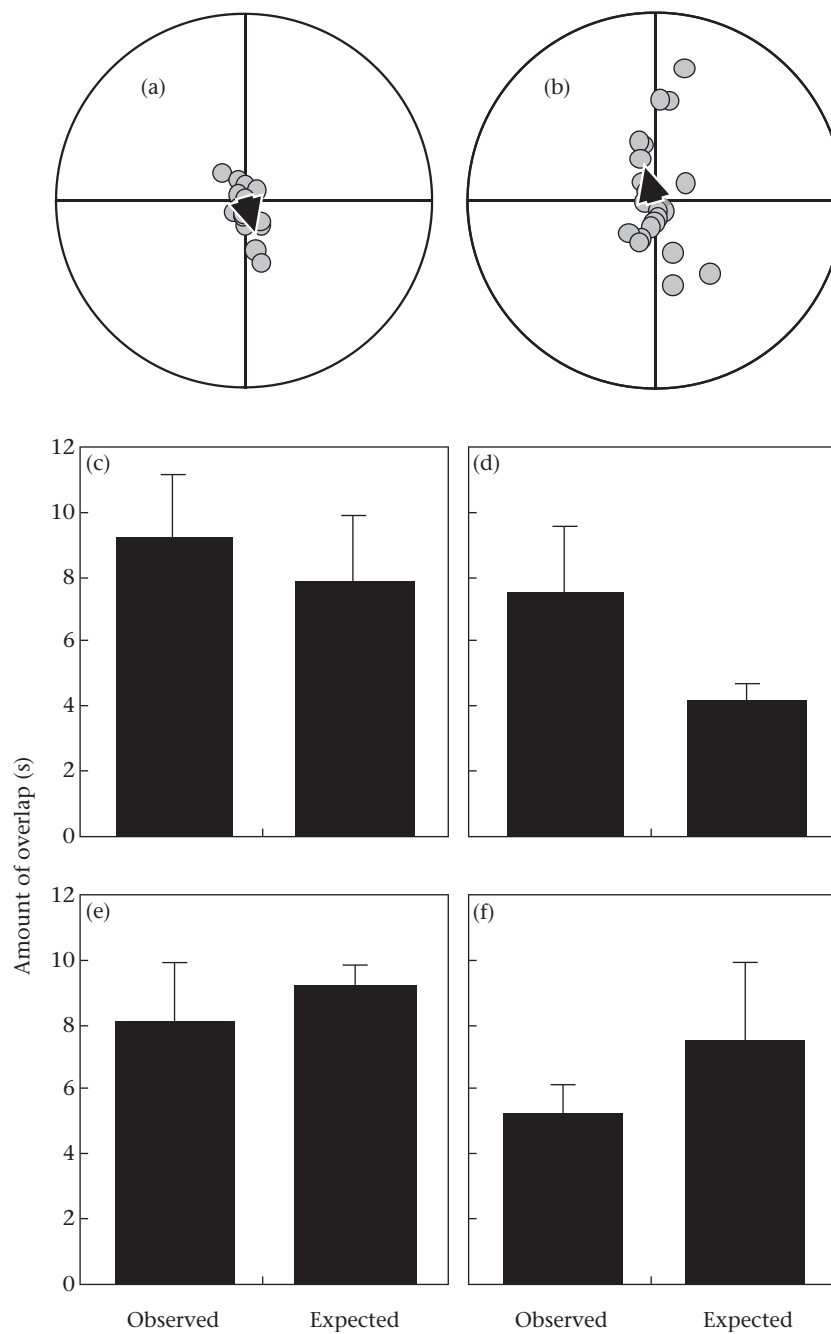 (a)
(b)
12
10
8
6
4
2
0
(c)
(d)
Amount of overlap (s)
12
10
8
6
4
2
0
(e)
(f)
Observed Expected Observed Expected